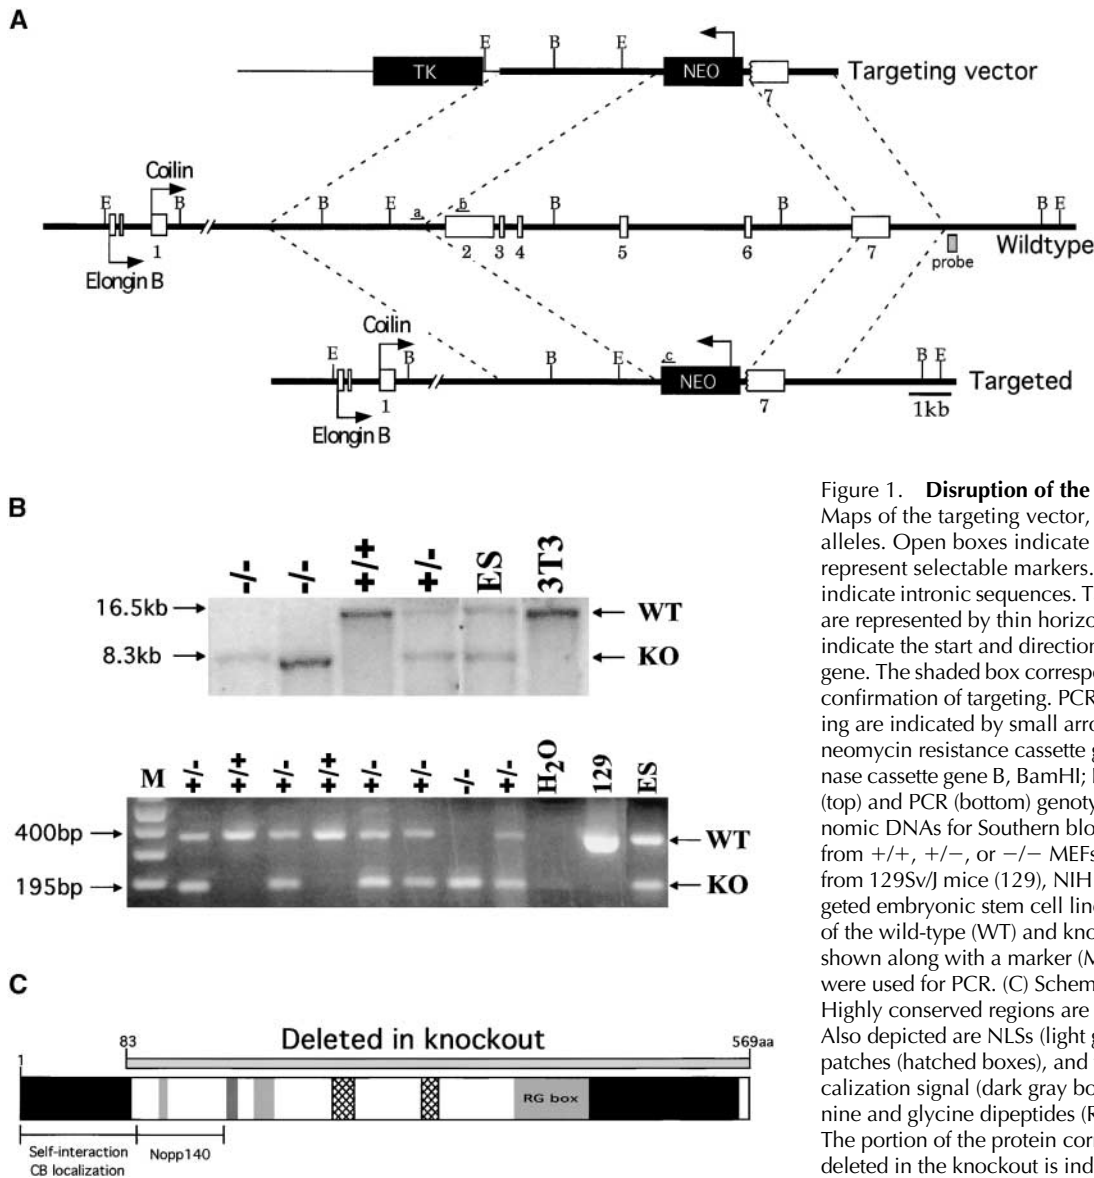 A
E B E
TK NEO
7
Targeting vector
Coilin
E B B E a b B B B E
1 2 3 4 5 6 7
probe
Wildtype
Elongin B
Coilin
E B B E c B E
NEO
1 7
Targeted
1kb
Elongin B
B
-/- -/- +/+ +/- ES 3T3
16.5kb WT
8.3kb KO
M +/- +/+ +/- +/+ +/- +/- -/- +/- H2O 129 ES
400bp WT
195bp KO
C
Deleted in knockout
1 83 569aa
RG box
Self-interaction
CB localization
Nopp140
Figure 1. Disruption of the
Maps of the targeting vector,
alleles. Open boxes indicate
represent selectable markers.
indicate intronic sequences. T
are represented by thin horizo
indicate the start and direction
gene. The shaded box correspo
confirmation of targeting. PCR
ing are indicated by small arro
neomycin resistance cassette g
nase cassette gene B, BamHI;
(top) and PCR (bottom) genoty
nomic DNAs for Southern blo
from +/+, +/−, or −/− MEFs
from 129Sv/J mice (129), NIH
geted embryonic stem cell line
of the wild-type (WT) and kno
shown along with a marker (M
were used for PCR. (C) Schem
Highly conserved regions are
Also depicted are NLSs (light g
patches (hatched boxes), and
calization signal (dark gray bo
nine and glycine dipeptides (R
The portion of the protein corr
deleted in the knockout is ind